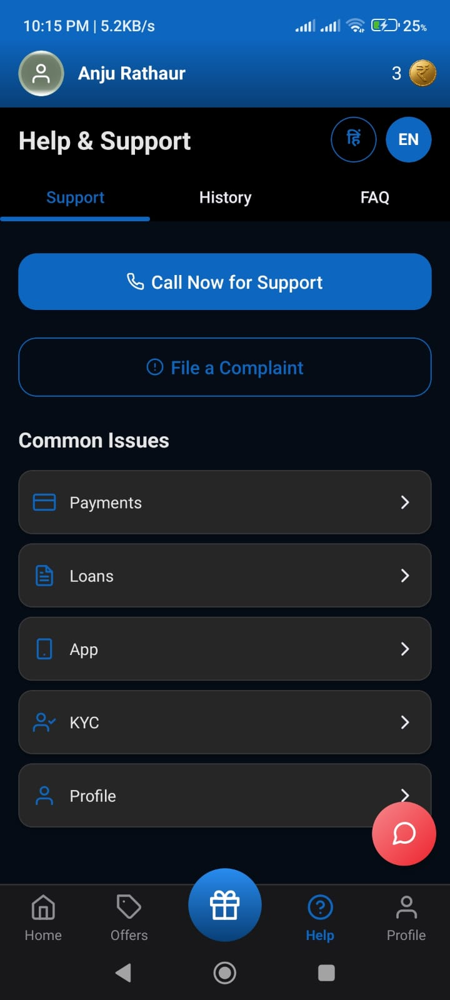 10:15 PM | 5.2KB/s 25%
Anju Rathaur 3 ₹
Help & Support हिं EN
Support History FAQ
Call Now for Support
File a Complaint
Common Issues
Payments
Loans
App
KYC
Profile
Home Offers Help Profile